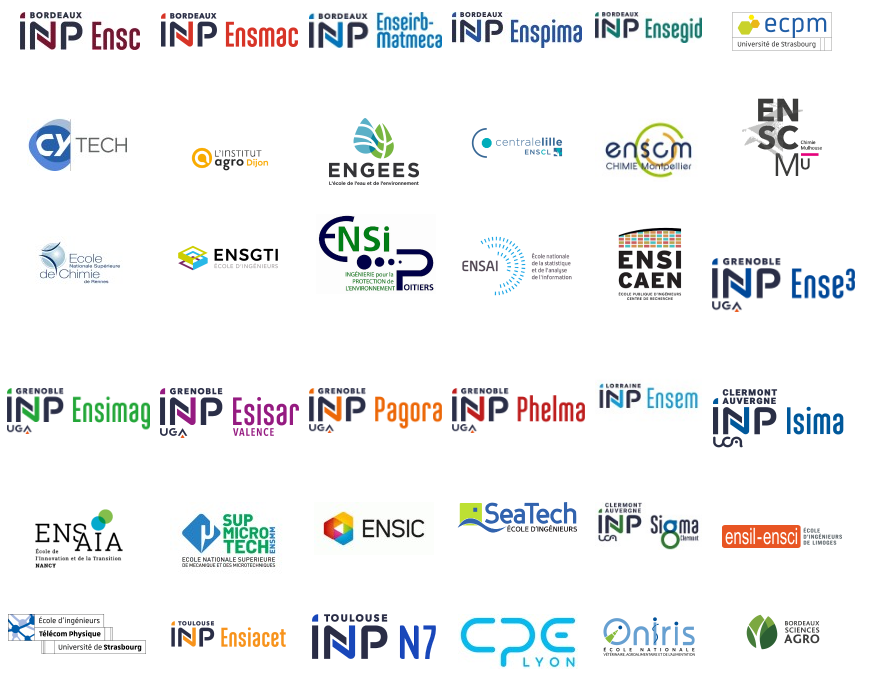 BORDEAUX
INP Ensc
BORDEAUX
INP Ensmac
BORDEAUX
INP Enseirb-
Matmeca
BORDEAUX
INP Enspima
BORDEAUX
INP Ensegid
ecpm
Université de Strasbourg
CY TECH
L'INSTITUT
agro Dijon
ENGEES
L'école de l'eau et de l'environnement
centralelille
ENSCL
enscm
CHIMIE Montpellier
EN
SC
Chimie
Mulhouse
MU
Ecole
Nationale Supérieure
de Chimie
de Rennes
ENSGTI
ÉCOLE D'INGÉNIEURS
ENSi
INGÉNIERIE pour la
PROTECTION de
L'ENVIRONNEMENT
POITIERS
ENSAI
École nationale
de la statistique
et de l'analyse
de l'information
ENSI
CAEN
ÉCOLE PUBLIQUE D'INGÉNIEURS
CENTRE DE RECHERCHE
GRENOBLE
INP Ense³
UGA
GRENOBLE
INP Ensimag
UGA
GRENOBLE
INP Esisar
UGA VALENCE
GRENOBLE
INP Pagora
UGA
GRENOBLE
INP Phelma
UGA
LORRAINE
INP Ensem
CLERMONT
AUVERGNE
INP Isima
UCA
ENSAIA
École de
l'Innovation et de la Transition
NANCY
SUP
MICRO
TECH
ENSMM
ECOLE NATIONALE SUPERIEURE
DE MECANIQUE ET DES MICROTECHNIQUES
ENSIC
SeaTech
ÉCOLE D'INGÉNIEURS
CLERMONT
AUVERGNE
INP Sigma
UCA Clermont
ensil-ensci
ÉCOLE
D'INGÉNIEURS
DE LIMOGES
École d'ingénieurs
Télécom Physique
Université de Strasbourg
TOULOUSE
INP Ensiacet
TOULOUSE
INP N7
CPE
LYON
Oniris
ÉCOLE NATIONALE
VÉTÉRINAIRE, AGROALIMENTAIRE ET DE L'ALIMENTATION
BORDEAUX
SCIENCES
AGRO